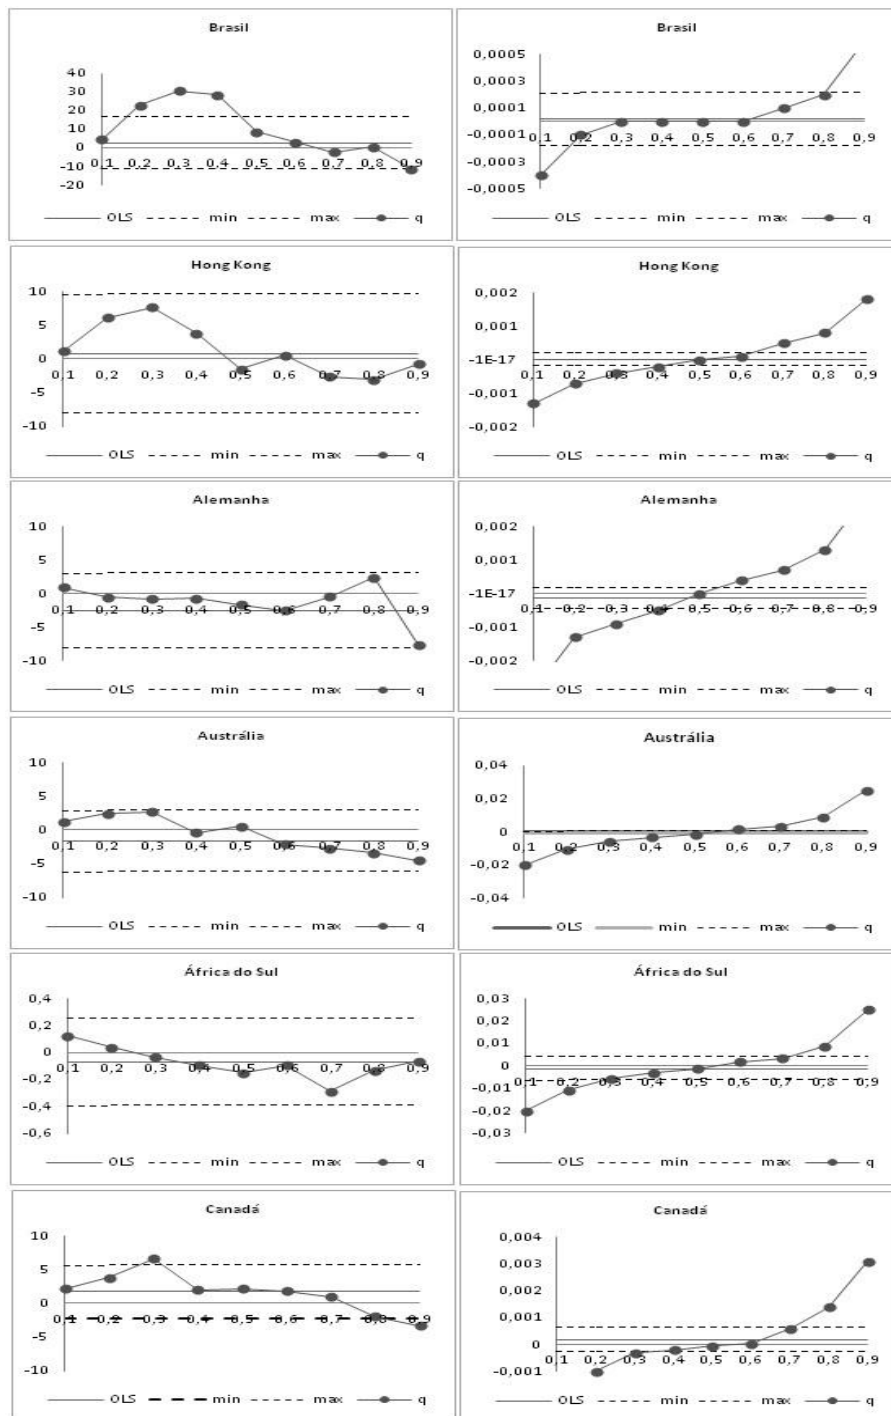 Brasil
40
30
20
10
0
-10
-20
0,1 0,2 0,3 0,4 0,5 0,6 0,7 0,8 0,9
OLS min max q
Brasil
0,0005
0,0003
0,0001
-0,0001
-0,0003
-0,0005
0,1 0,2 0,3 0,4 0,5 0,6 0,7 0,8 0,9
OLS min max q
Hong Kong
10
5
0
-5
-10
0,1 0,2 0,3 0,4 0,5 0,6 0,7 0,8 0,9
OLS min max q
Hong Kong
0,002
0,001
-1E-17
-0,001
-0,002
0,1 0,2 0,3 0,4 0,5 0,6 0,7 0,8 0,9
OLS min max q
Alemanha
10
5
0
-5
-10
0,1 0,2 0,3 0,4 0,5 0,6 0,7 0,8 0,9
OLS min max q
Alemanha
0,002
0,001
-1E-17
-0,001
-0,002
0,1 0,2 0,3 0,4 0,5 0,6 0,7 0,8 0,9
OLS min max q
Austrália
10
5
0
-5
-10
0,1 0,2 0,3 0,4 0,5 0,6 0,7 0,8 0,9
OLS min max q
Austrália
0,04
0,02
0
-0,02
-0,04
0,1 0,2 0,3 0,4 0,5 0,6 0,7 0,8 0,9
OLS min max q
África do Sul
0,4
0,2
0
-0,2
-0,4
-0,6
0,1 0,2 0,3 0,4 0,5 0,6 0,7 0,8 0,9
OLS min max q
África do Sul
0,03
0,02
0,01
0
-0,01
-0,02
-0,03
0,1 0,2 0,3 0,4 0,5 0,6 0,7 0,8 0,9
OLS min max q
Canadá
10
5
0
-5
-10
0,1 0,2 0,3 0,4 0,5 0,6 0,7 0,8 0,9
OLS min max q
Canadá
0,004
0,003
0,002
0,001
0
-0,001
0,1 0,2 0,3 0,4 0,5 0,6 0,7 0,8 0,9
OLS min max q